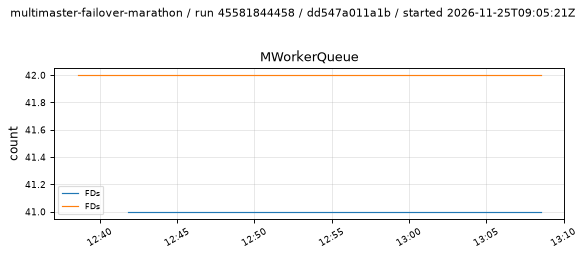 multimaster-failover-marathon / run 45581844458 / dd547a011a1b / started 2026-11-25T09:05:21Z
MWorkerQueue
count
42.0
41.8
41.6
41.4
41.2
41.0
FDs
FDs
12:40
12:45
12:50
12:55
13:00
13:05
13:10